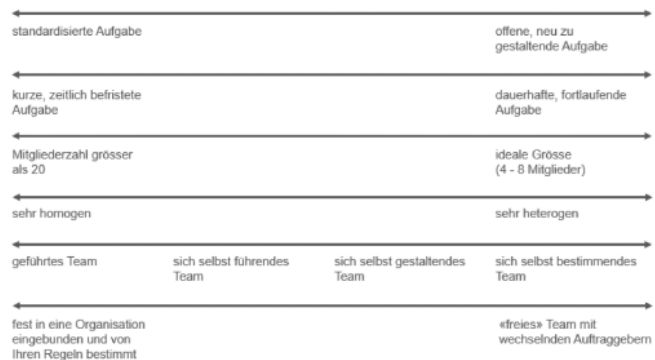 standardisierte Aufgabe
offene, neu zu
gestaltende Aufgabe
kurze, zeitlich befristete
Aufgabe
dauerhafte, fortlaufende
Aufgabe
Mitgliederzahl grösser
als 20
ideale Grösse
(4 - 8 Mitglieder)
sehr homogen
sehr heterogen
geführtes Team
sich selbst führendes
Team
sich selbst gestaltendes
Team
sich selbst bestimmendes
Team
fest in eine Organisation
eingebunden und von
Ihren Regeln bestimmt
«freies» Team mit
wechselnden Auftraggebern